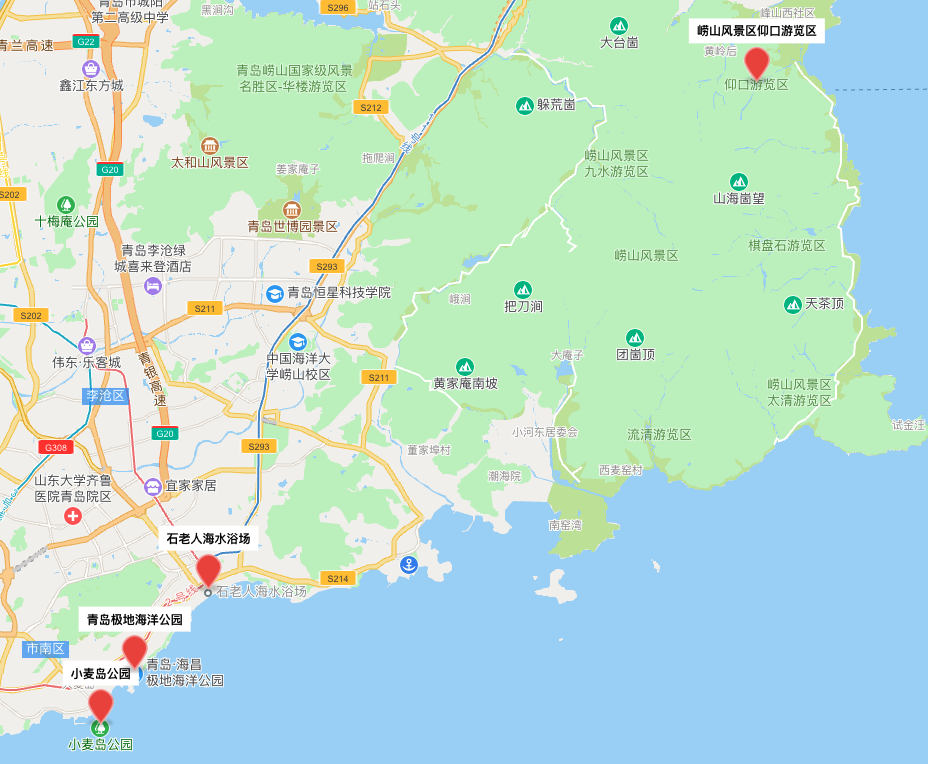 青岛市城阳
第二高级中学
黑涧沟
S296
站石头
峰山西社区
崂山风景区仰口游览区
大台崮
黄岭后
青兰高速
G22
鑫江东方城
青岛崂山国家级风景
名胜区-华楼游览区
仰口游览区
S212
躲荒崮
太和山风景区
拖爬涧
姜家庵子
G20
崂山风景区
九水游览区
S202
山海崮望
十梅庵公园
青岛世博园景区
棋盘石游览区
青岛李沧绿
城喜来登酒店
崂山风景区
S293
青岛恒星科技学院
峨涧
把刀涧
天茶顶
S202
S211
团崮顶
伟东·乐客城
青银高速
中国海洋大
学崂山校区
大庵子
S211
黄家庵南坡
李沧区
崂山风景区
太清游览区
试金汪
G20
小河东居委会
流清游览区
G308
S293
董家埠村
山东大学齐鲁
医院青岛院区
宜家家居
潮海院
西麦窑村
石老人海水浴场
南窑湾
S214
石老人海水浴场
2号线
青岛极地海洋公园
市南区
青岛·海昌
极地海洋公园
小麦岛公园
小麦岛公园